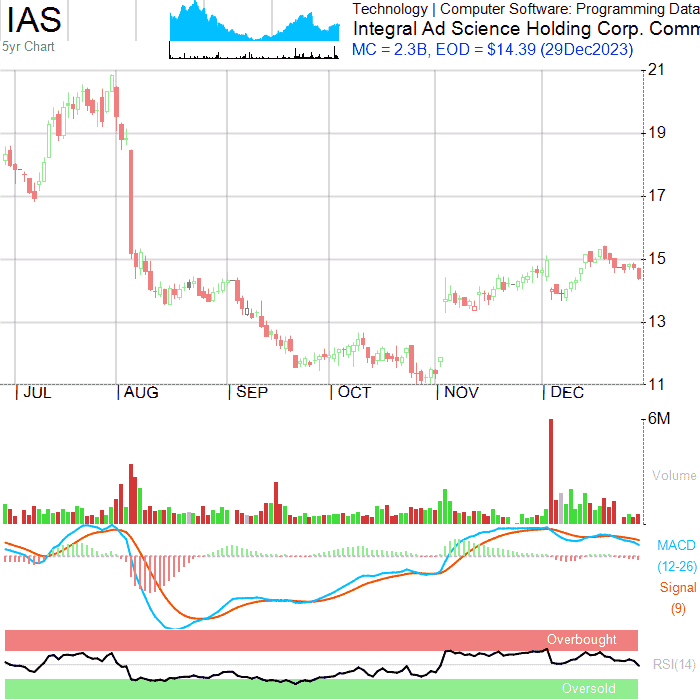 IAS
5yr Chart
Technology | Computer Software: Programming Data
Integral Ad Science Holding Corp. Comm
MC = 2.3B, EOD = $14.39 (29Dec2023)
21
19
17
15
13
11
JUL AUG SEP OCT NOV DEC
6M
Volume
MACD
(12-26)
Signal
(9)
Overbought
RSI(14)
Oversold